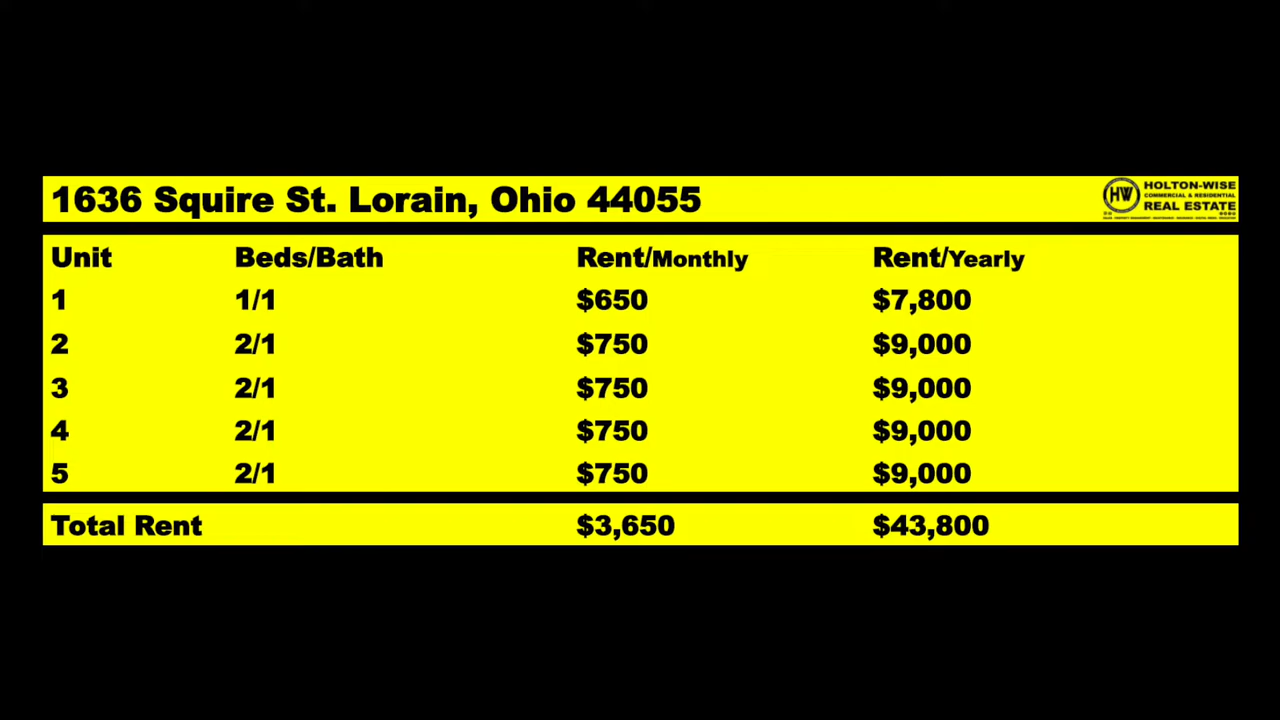 1636 Squire St. Lorain, Ohio 44055
HW HOLTON-WISE
COMMERCIAL & RESIDENTIAL
REAL ESTATE
Unit Beds/Bath Rent/Monthly Rent/Yearly
1 1/1 $650 $7,800
2 2/1 $750 $9,000
3 2/1 $750 $9,000
4 2/1 $750 $9,000
5 2/1 $750 $9,000
Total Rent $3,650 $43,800